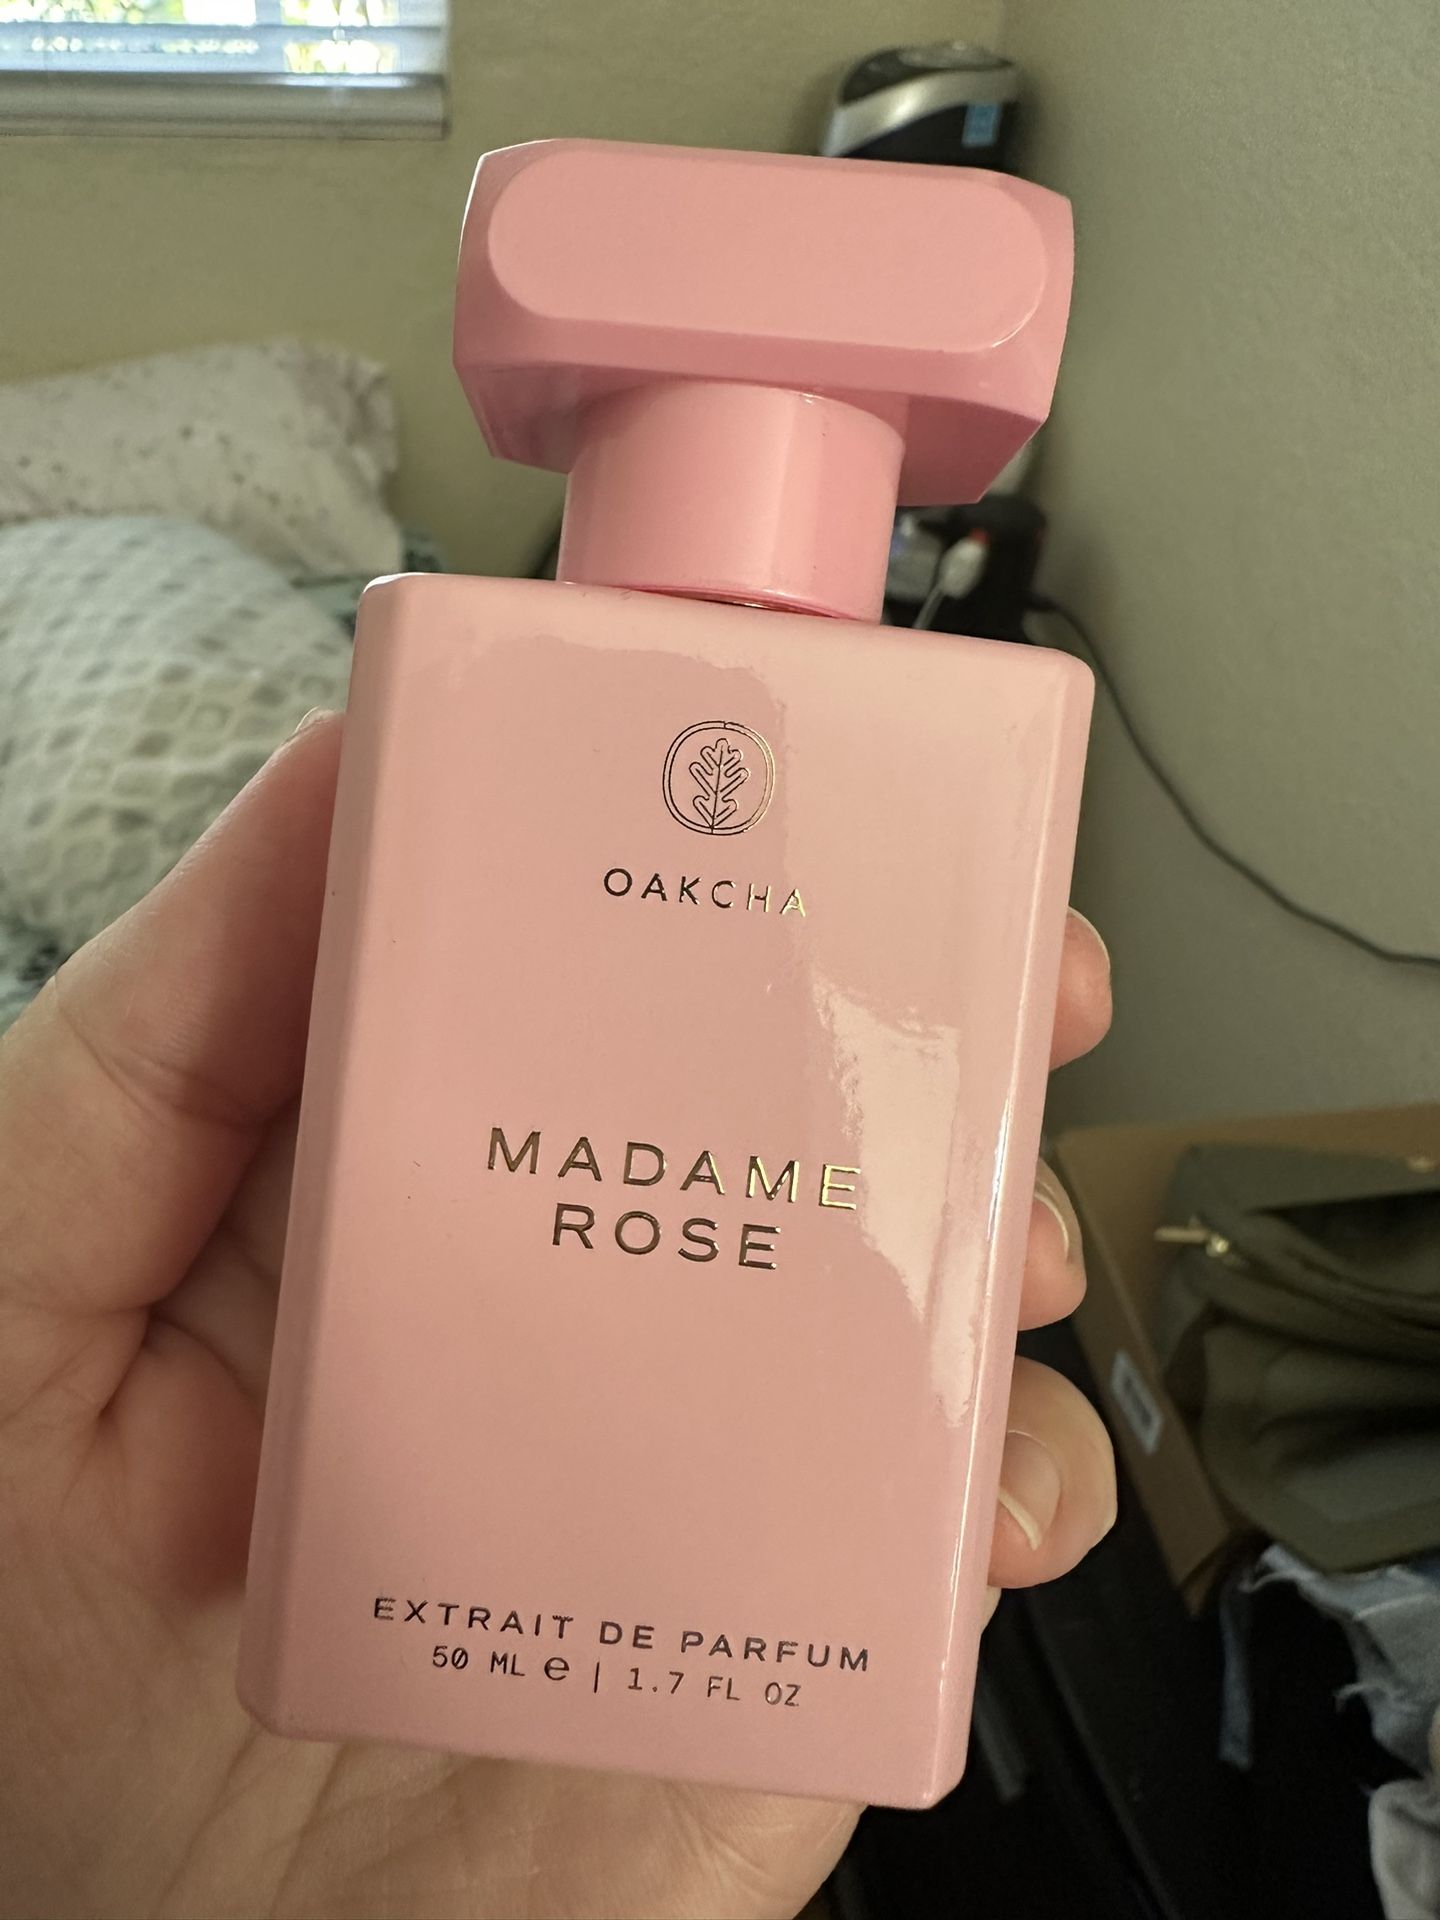 OAKCHA
MADAME
ROSE
EXTRAIT DE PARFUM
50 ML e | 1.7 FL OZ